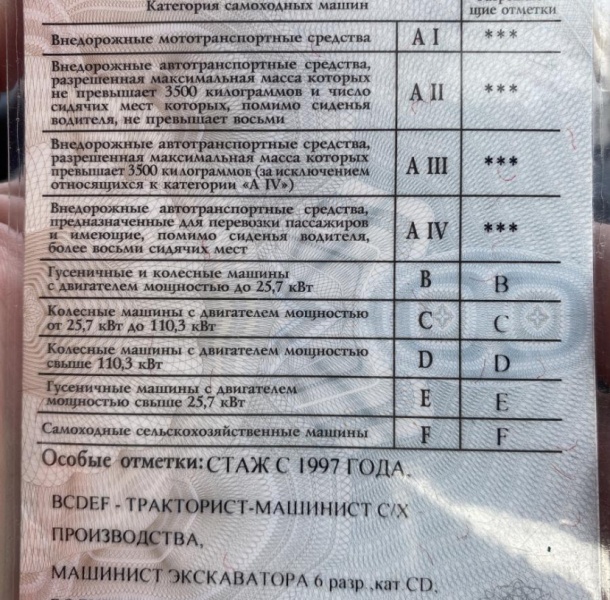 Категория самоходных машин
щие отметки
Внедорожные мототранспортные средства A I ***
Внедорожные автотранспортные средства,
разрешенная максимальная масса которых
не превышает 3500 килограммов и число A II ***
сидячих мест которых, помимо сиденья
водителя, не превышает восьми
Внедорожные автотранспортные средства,
разрешенная максимальная масса которых
превышает 3500 килограммов (за исключением A III ***
относящихся к категории «A IV»)
Внедорожные автотранспортные средства,
предназначенные для перевозки пассажиров
и имеющие, помимо сиденья водителя, A IV ***
более восьми сидячих мест
Гусеничные и колесные машины
с двигателем мощностью до 25,7 кВт B B
Колесные машины с двигателем мощностью
от 25,7 кВт до 110,3 кВт C C
Колесные машины с двигателем мощностью
свыше 110,3 кВт D D
Гусеничные машины с двигателем
мощностью свыше 25,7 кВт E E
Самоходные сельскохозяйственные машины F F
Особые отметки: СТАЖ С 1997 ГОДА.
BCDEF - ТРАКТОРИСТ-МАШИНИСТ С/Х
ПРОИЗВОДСТВА,
МАШИНИСТ ЭКСКАВАТОРА 6 разр .кат CD,